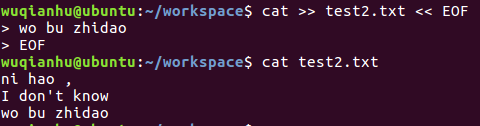 wuqianhu@ubuntu:~/workspace$ cat >> test2.txt << EOF
> wo bu zhidao
> EOF
wuqianhu@ubuntu:~/workspace$ cat test2.txt
ni hao ,
I don't know
wo bu zhidao